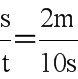 s/t = 2m/10s